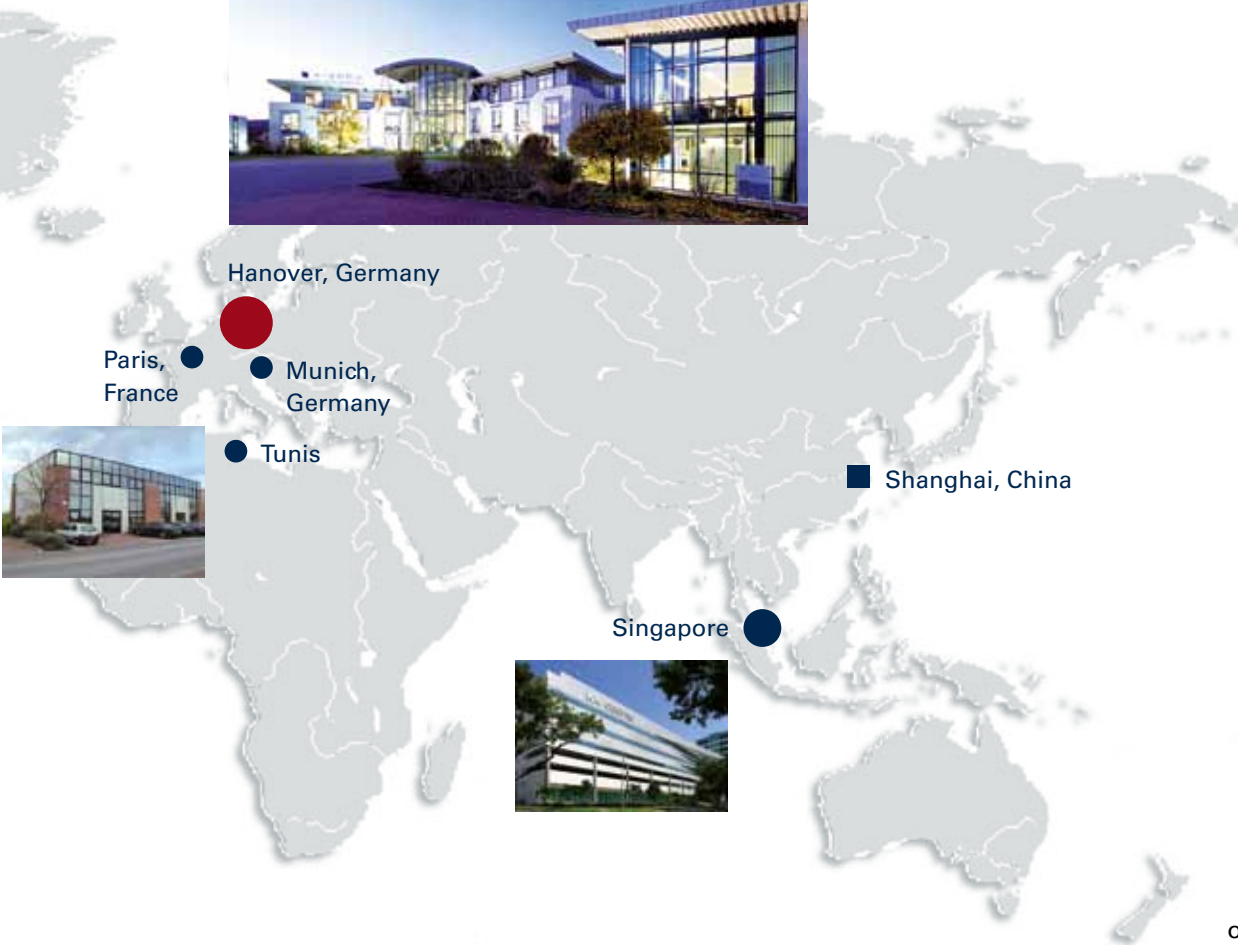 Hanover, Germany
Paris,
France
Munich,
Germany
Tunis
Shanghai, China
Singapore